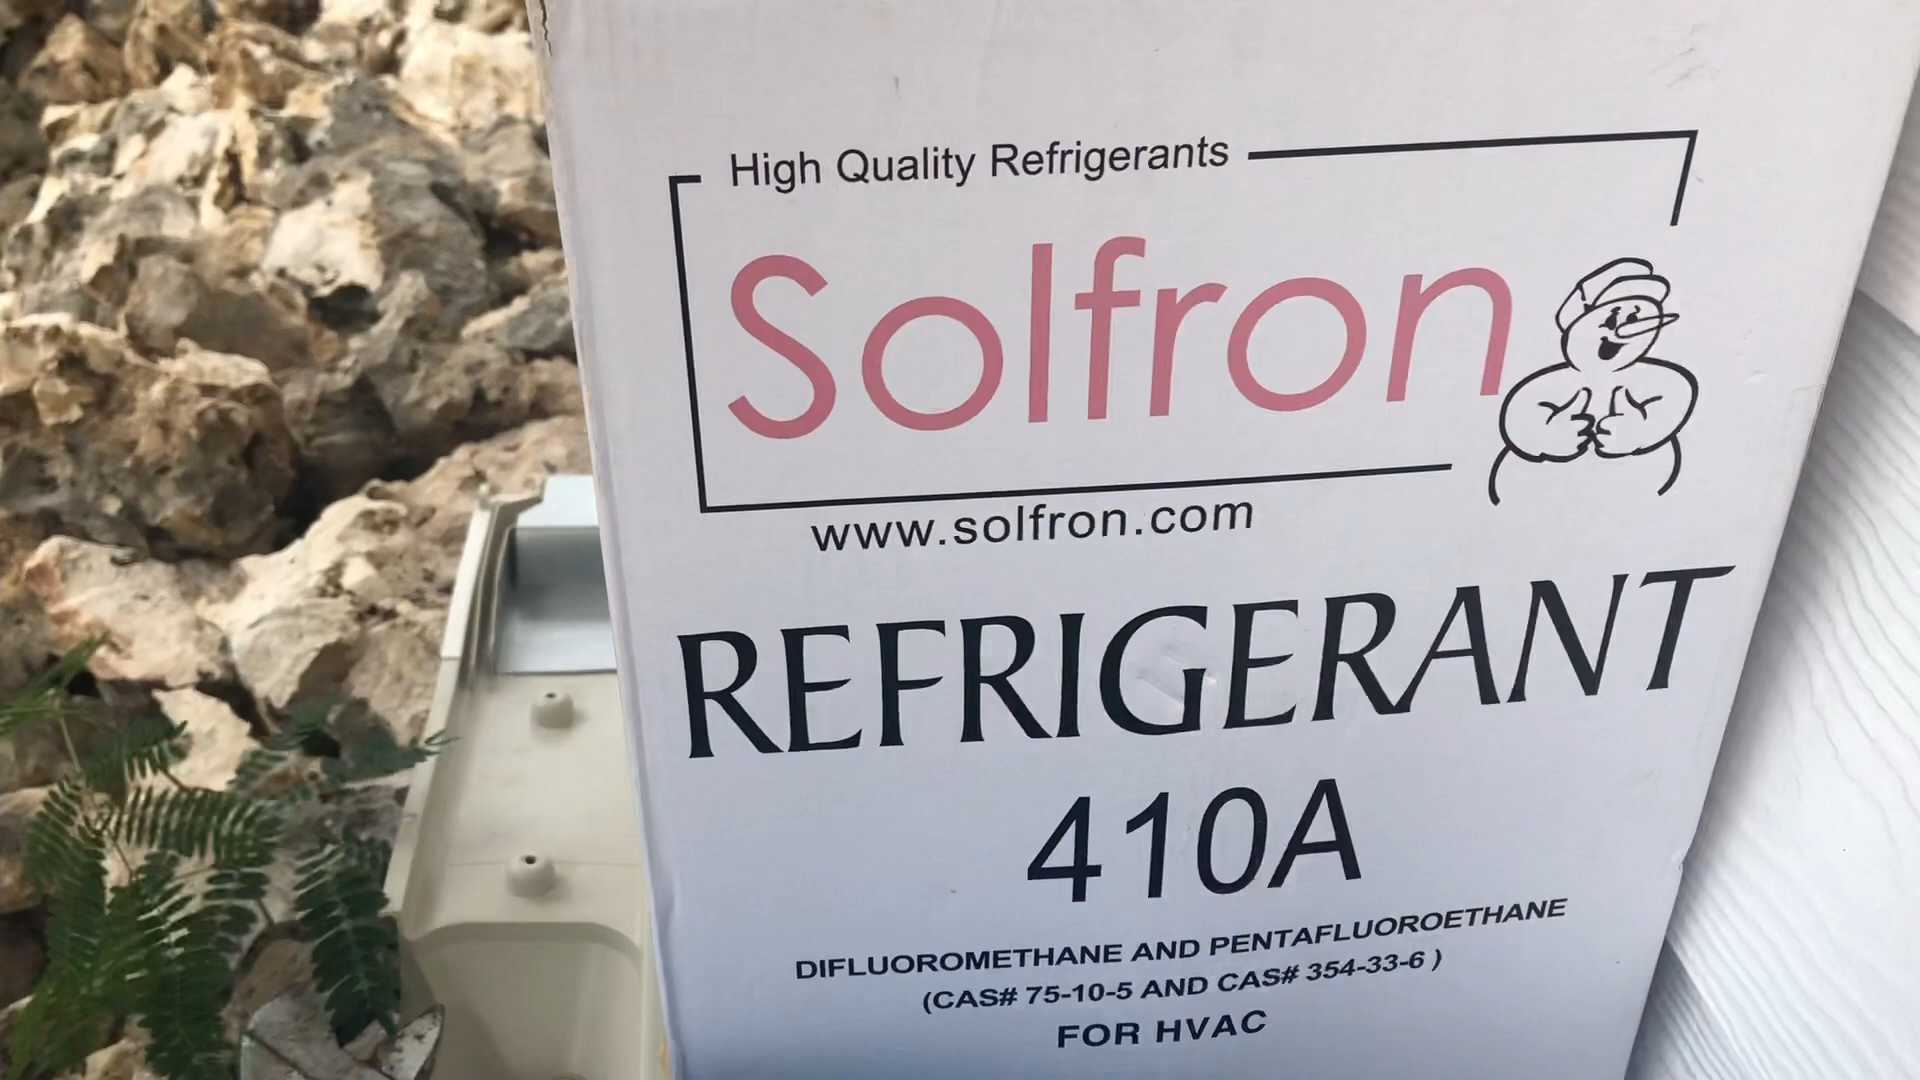 High Quality Refrigerants
Solfron
www.solfron.com
REFRIGERANT
410A
DIFLUOROMETHANE AND PENTAFLUOROETHANE
(CAS# 75-10-5 AND CAS# 354-33-6 )
FOR HVAC